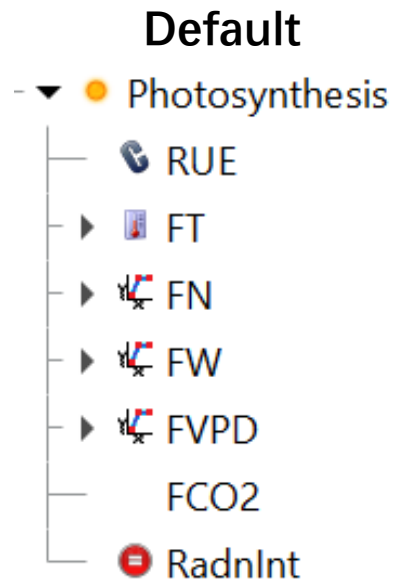 Default
Photosynthesis
RUE
FT
FN
FW
FVPD
FCO2
RadnInt